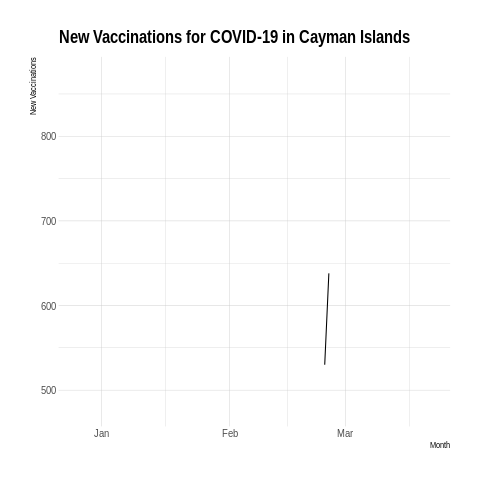 New Vaccinations for COVID-19 in Cayman Islands
New Vaccinations
800
700
600
500
Jan Feb Mar
Month